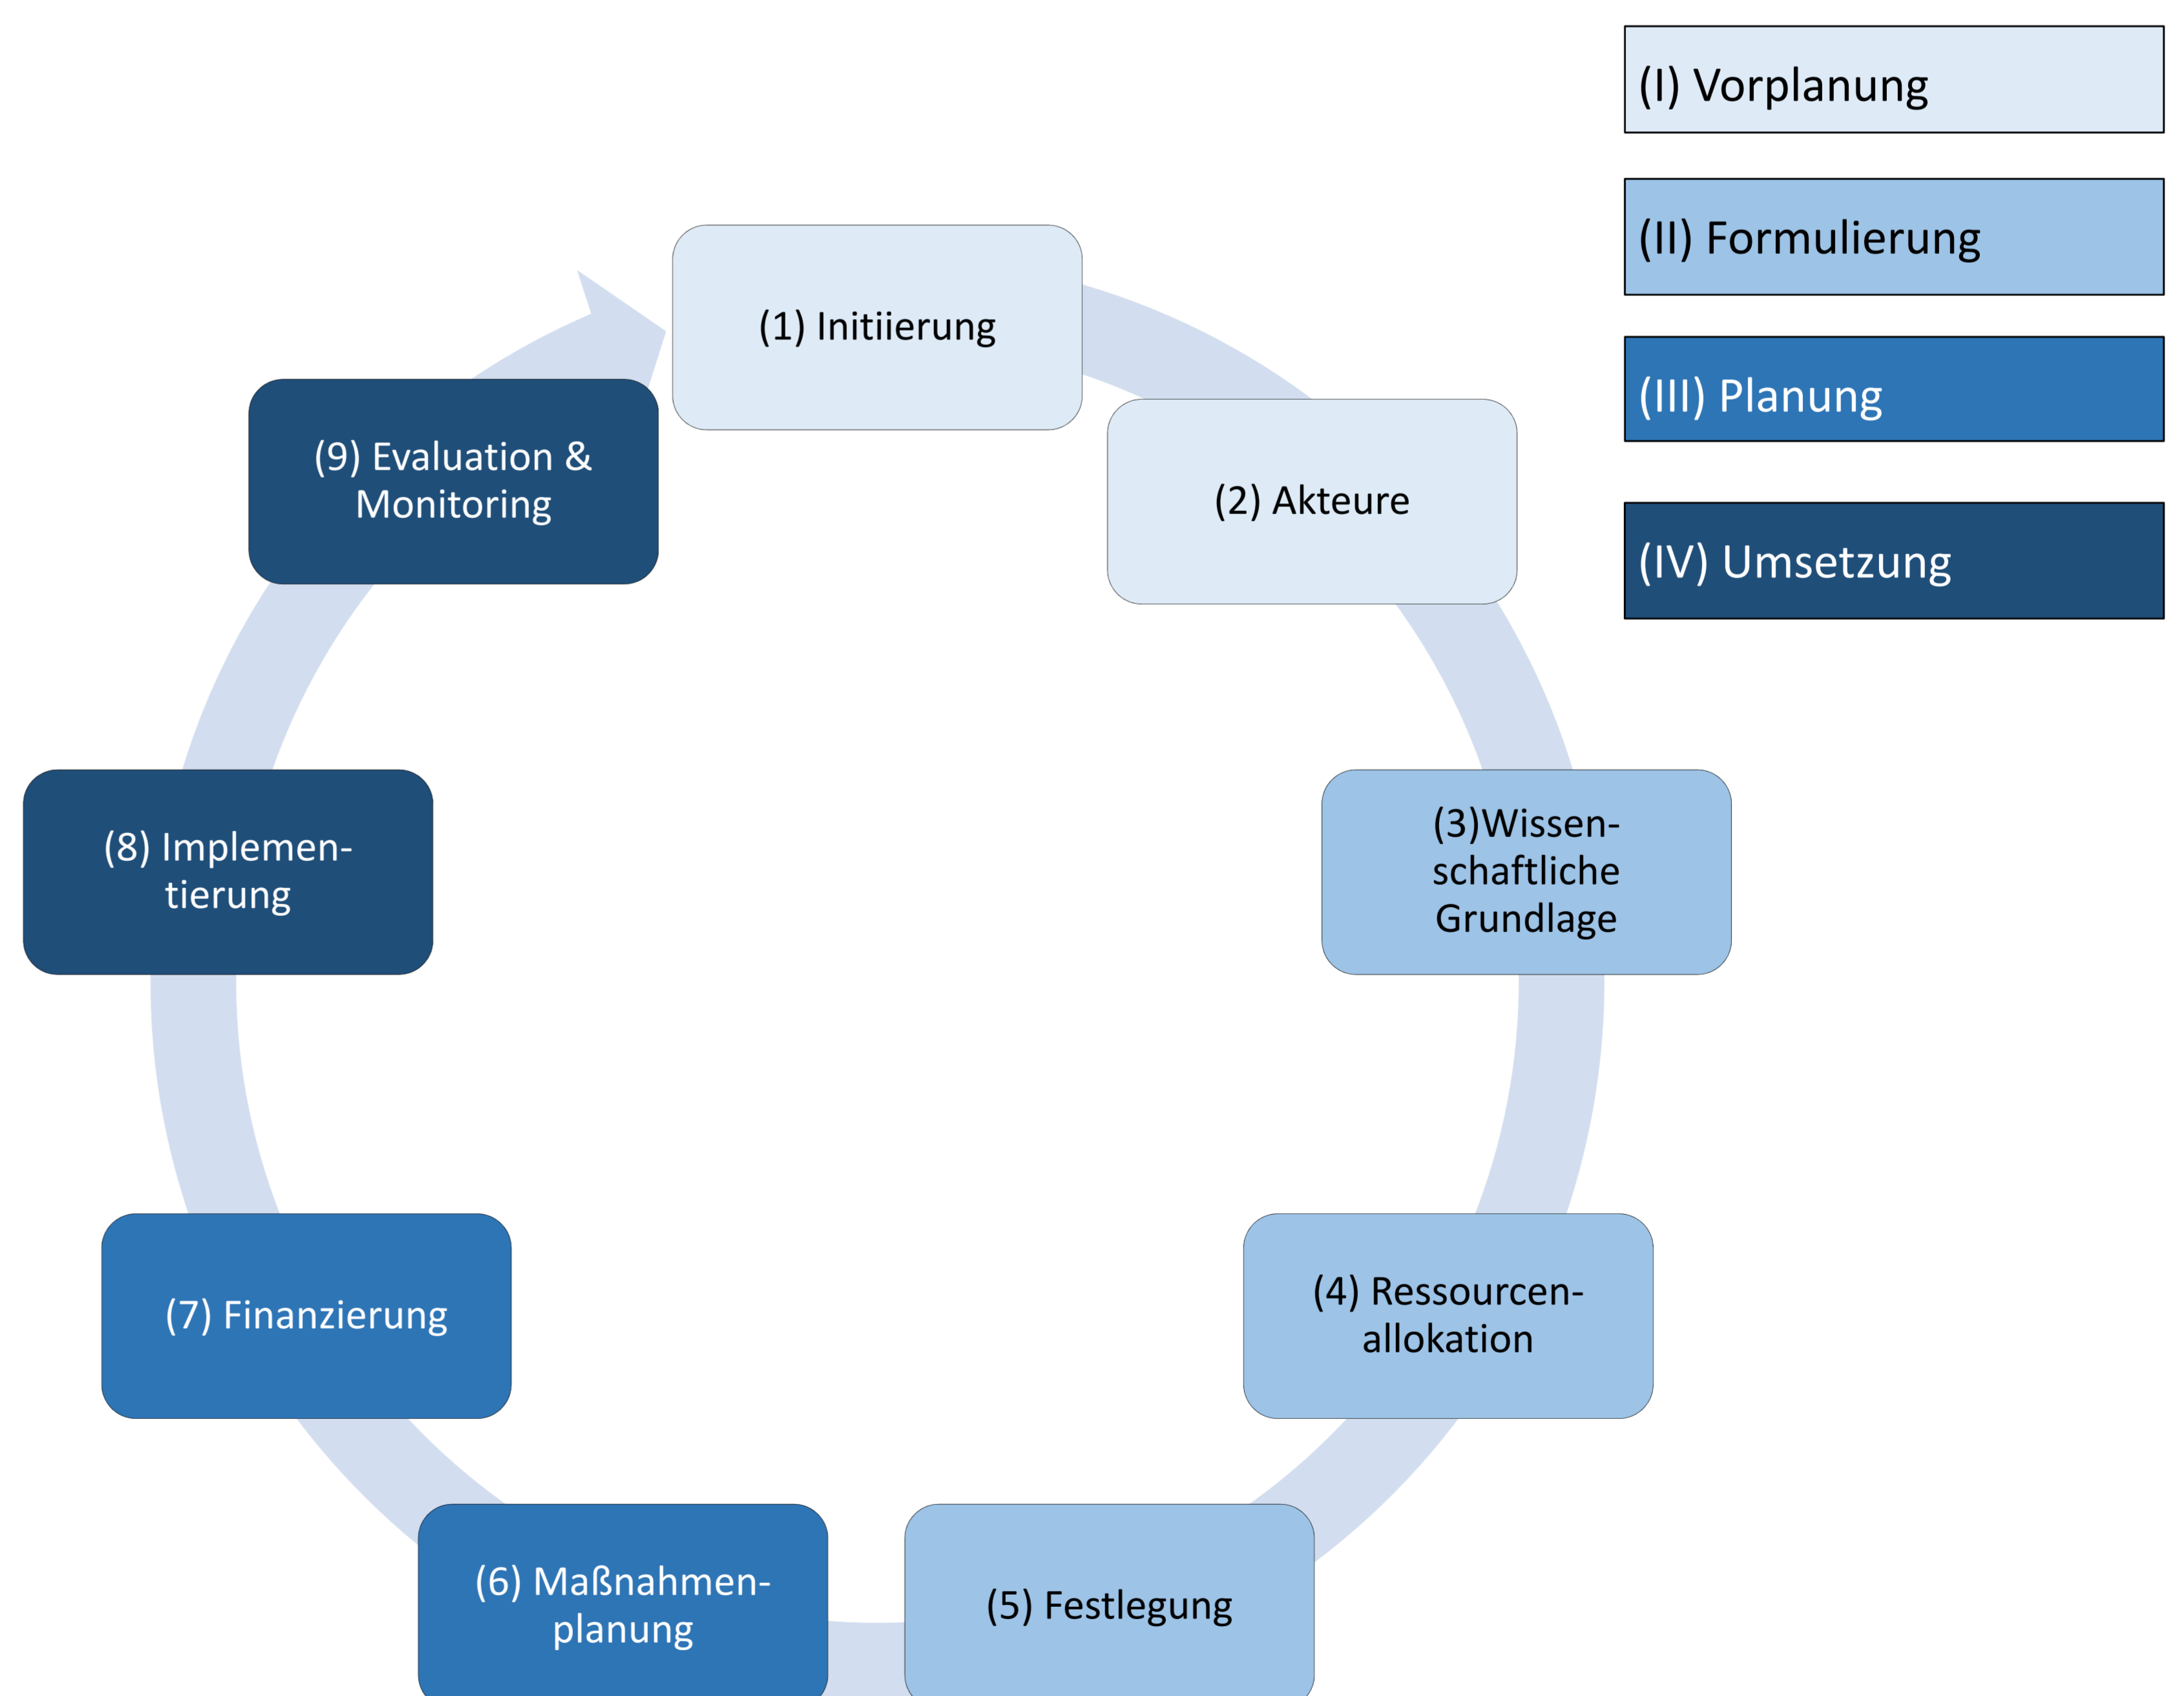 (I) Vorplanung
(II) Formulierung
(III) Planung
(IV) Umsetzung
(1) Initiierung
(2) Akteure
(3)Wissen-
schaftliche
Grundlage
(4) Ressourcen-
allokation
(5) Festlegung
(6) Maßnahmen-
planung
(7) Finanzierung
(8) Implemen-
tierung
(9) Evaluation &
Monitoring